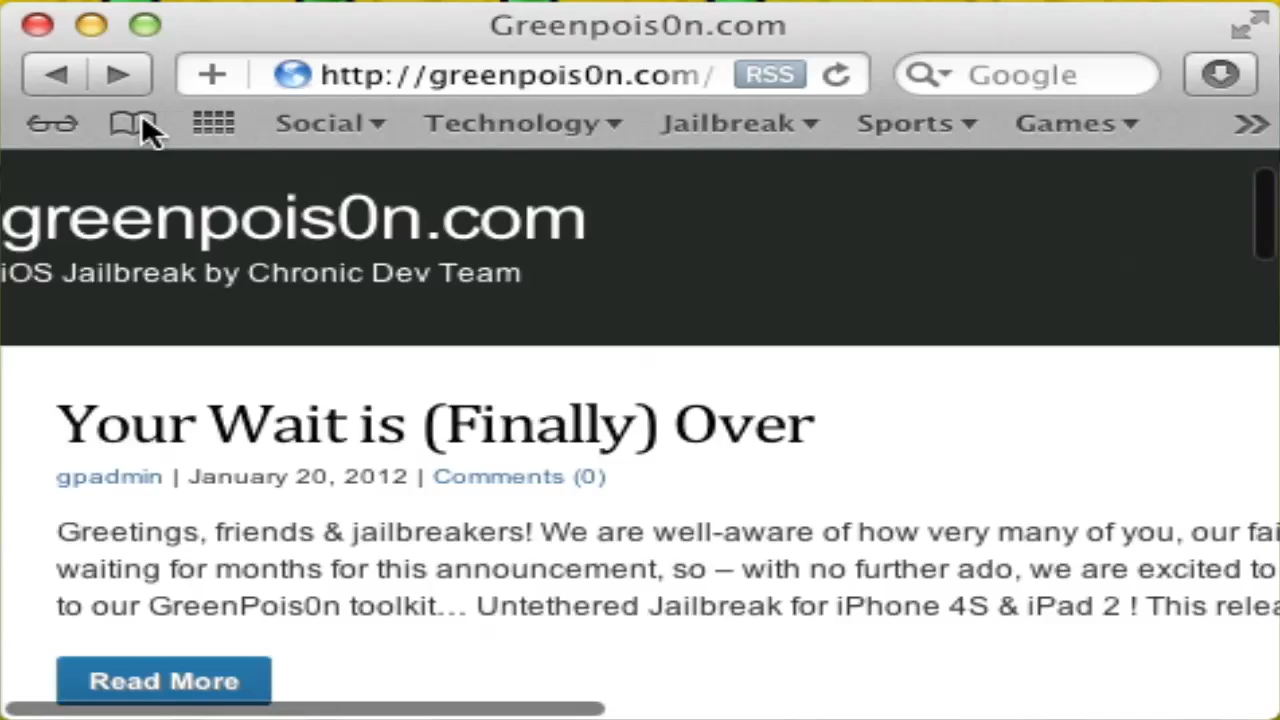 Greenpois0n.com
http://greenpois0n.com/ RSS Google
Social Technology Jailbreak Sports Games
greenpois0n.com
iOS Jailbreak by Chronic Dev Team
Your Wait is (Finally) Over
gpadmin | January 20, 2012 | Comments (0)
Greetings, friends & jailbreakers! We are well-aware of how very many of you, our fai
waiting for months for this announcement, so – with no further ado, we are excited to
to our GreenPois0n toolkit... Untethered Jailbreak for iPhone 4S & iPad 2 ! This relea
Read More